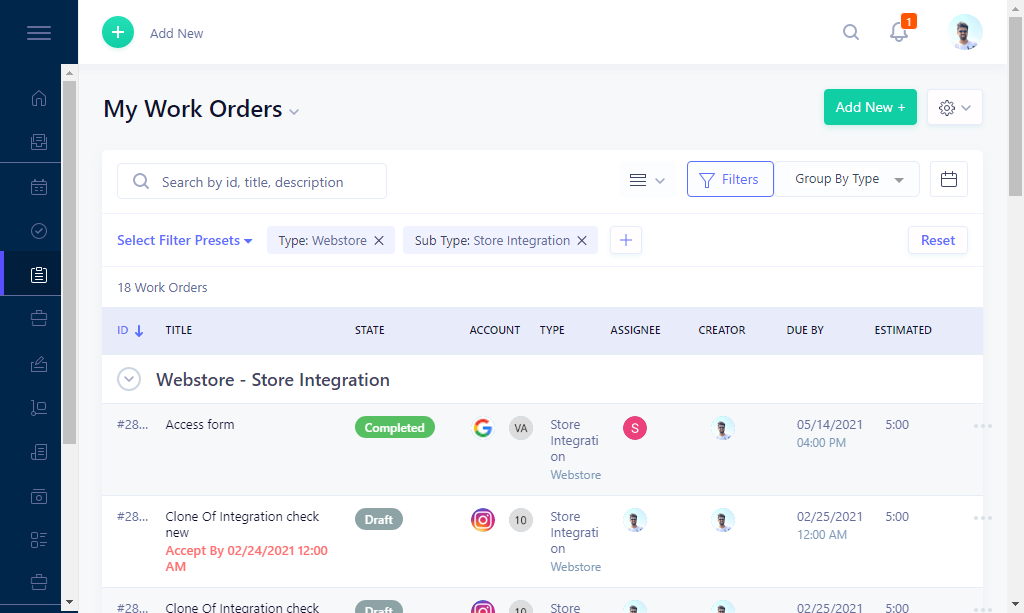 Add New
1
My Work Orders
Add New +
Search by id, title, description
Filters
Group By Type
Select Filter Presets
Type: Webstore
Sub Type: Store Integration
Reset
18 Work Orders
ID TITLE STATE ACCOUNT TYPE ASSIGNEE CREATOR DUE BY ESTIMATED
Webstore - Store Integration
#28... Access form Completed VA Store Integrati on Webstore S 05/14/2021 04:00 PM 5:00
#28... Clone Of Integration check new Accept By 02/24/2021 12:00 AM Draft 10 Store Integrati on Webstore 02/25/2021 12:00 AM 5:00
#28... Clone Of Integration check Draft 10 Store 02/25/2021 5:00